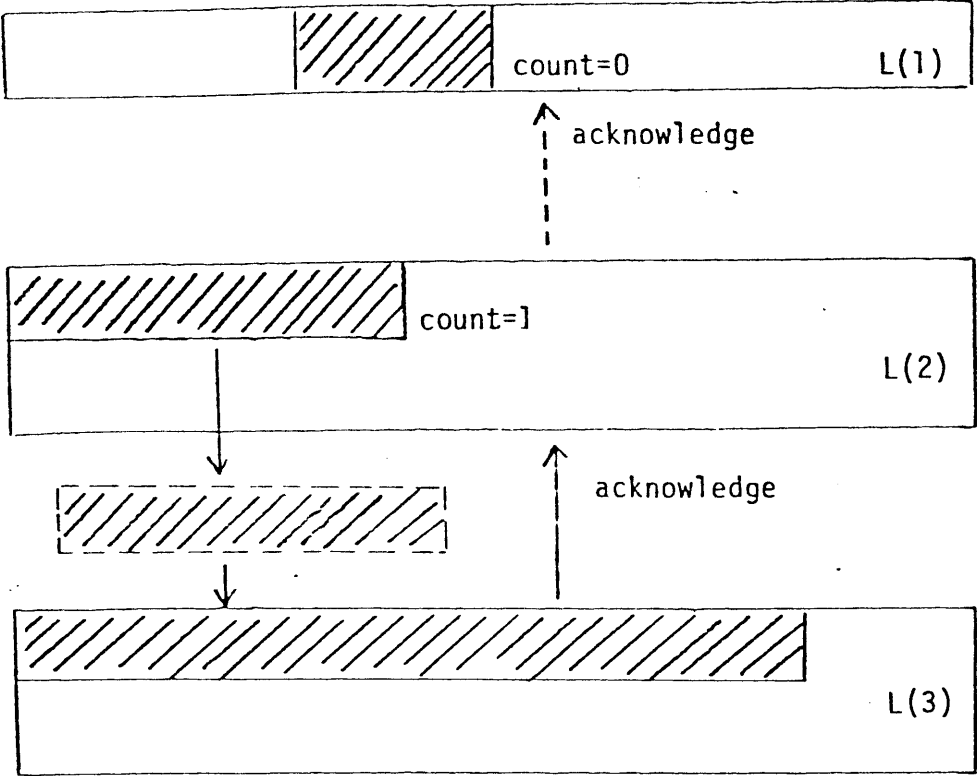 count=0
L(1)
acknowledge
count=1
L(2)
acknowledge
L(3)